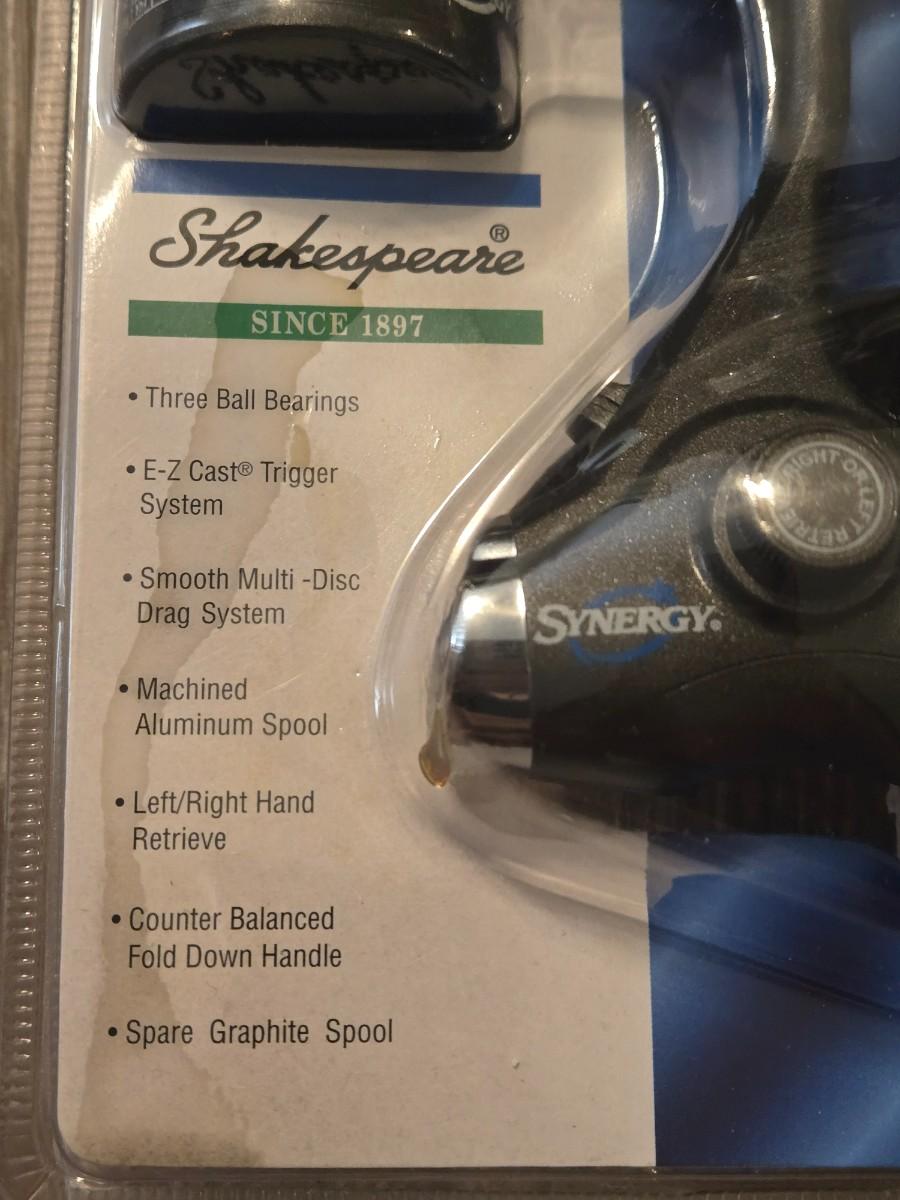 Shakespeare
Shakespeare®
SINCE 1897
• Three Ball Bearings
• E-Z Cast® Trigger
System
• Smooth Multi -Disc
Drag System
• Machined
Aluminum Spool
• Left/Right Hand
Retrieve
• Counter Balanced
Fold Down Handle
• Spare Graphite Spool
SYNERGY®
RIGHT OR LEFT RETRIEVE